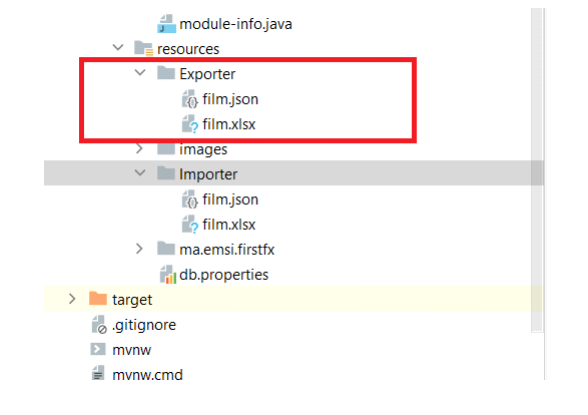 module-info.java
resources
Exporter
film.json
film.xlsx
images
Importer
film.json
film.xlsx
ma.emsi.firstfx
db.properties
target
.gitignore
mvnw
mvnw.cmd